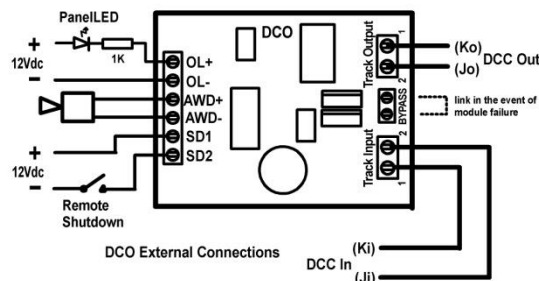 PanelLED
+
12Vdc
−
1K
DCO
OL+
OL-
AWD+
AWD-
SD1
SD2
+
12Vdc
−
Remote
Shutdown
Track Output
1
2
(Ko)
(Jo)
DCC Out
BYPASS
link in the event of
module failure
Track Input
2
1
DCO External Connections
(Ki)
DCC In
(Ji)